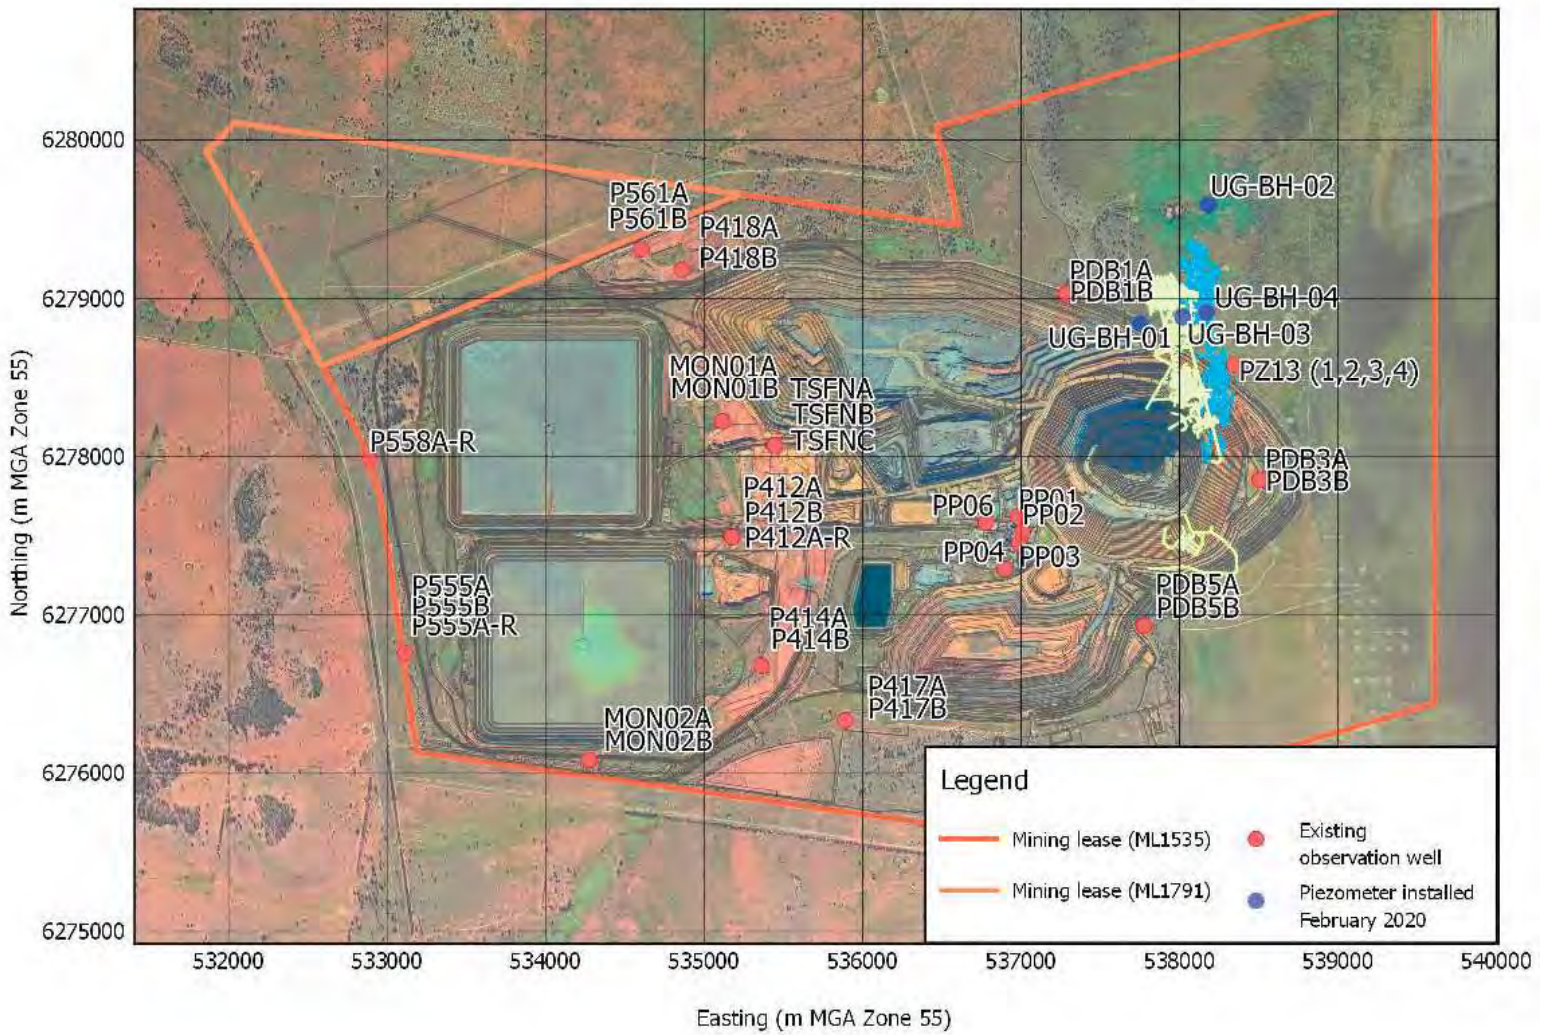 6280000
6279000
6278000
6277000
6276000
6275000
Northing (m MGA Zone 55)
P561A
P561B
P418A
P418B
UG-BH-02
PDB1A
PDB1B
UG-BH-04
UG-BH-01
UG-BH-03
PZ13 (1,2,3,4)
MON01A
MON01B
TSFNA
TSFNB
TSFNC
P558A-R
PDB3A
PDB3B
P412A
P412B
P412A-R
PP06
PP01
PP02
PP04
PP03
P555A
P555B
P555A-R
PDB5A
PDB5B
P414A
P414B
P417A
P417B
MON02A
MON02B
Legend
Mining lease (ML1535)
Mining lease (ML1791)
Existing
observation well
Piezometer installed
February 2020
532000
533000
534000
535000
536000
537000
538000
539000
540000
Easting (m MGA Zone 55)